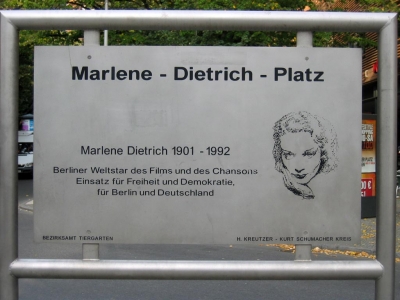 Marlene - Dietrich - Platz
Marlene Dietrich 1901 - 1992
Berliner Weltstar des Films und des Chansons
Einsatz für Freiheit und Demokratie,
für Berlin und Deutschland
BEZIRKSAMT TIERGARTEN
H. KREUTZER - KURT SCHUMACHER KREIS